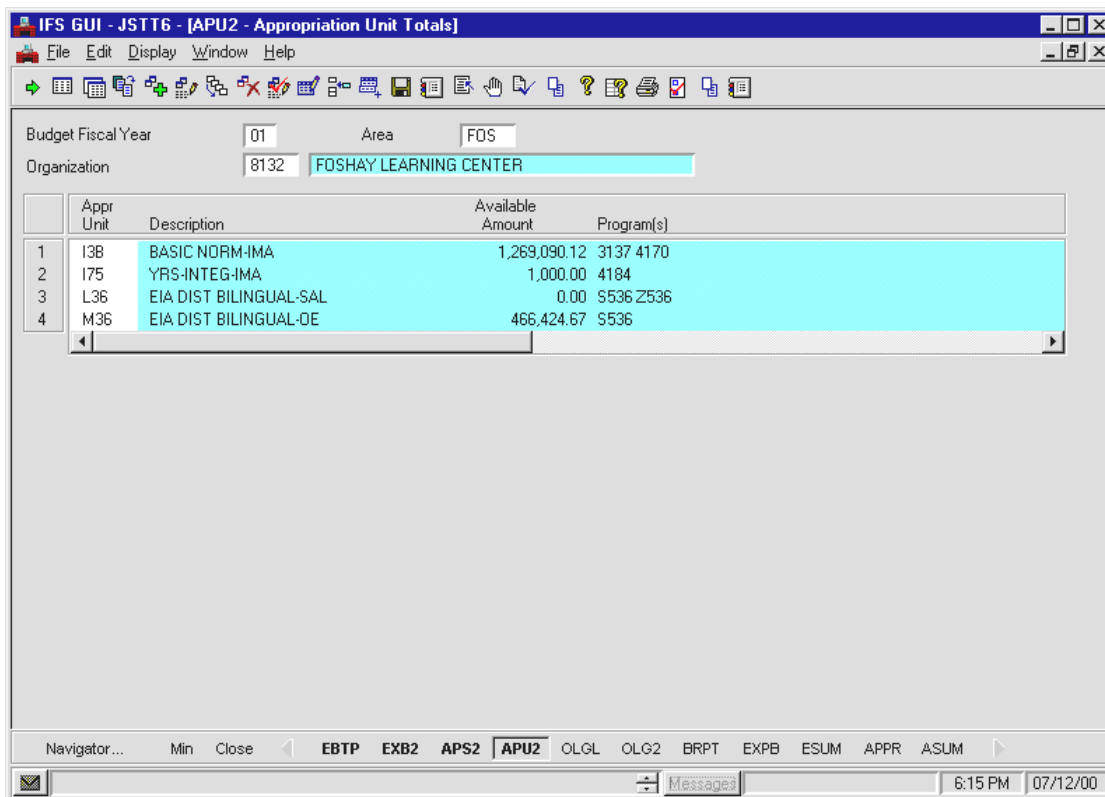 IFS GUI - JSTT6 - [APU2 - Appropriation Unit Totals]
File Edit Display Window Help
Budget Fiscal Year 01 Area FOS
Organization 8132 FOSHAY LEARNING CENTER
Appr Unit Description Available Amount Program(s)
1 I3B BASIC NORM-IMA 1,269,090.12 3137 4170
2 I75 YRS-INTEG-IMA 1,000.00 4184
3 L36 EIA DIST BILINGUAL-SAL 0.00 S536 Z536
4 M36 EIA DIST BILINGUAL-OE 466,424.67 S536
Navigator... Min Close EBTP EXB2 APS2 APU2 OLGL OLG2 BRPT EXPB ESUM APPR ASUM
Messages 6:15 PM 07/12/00